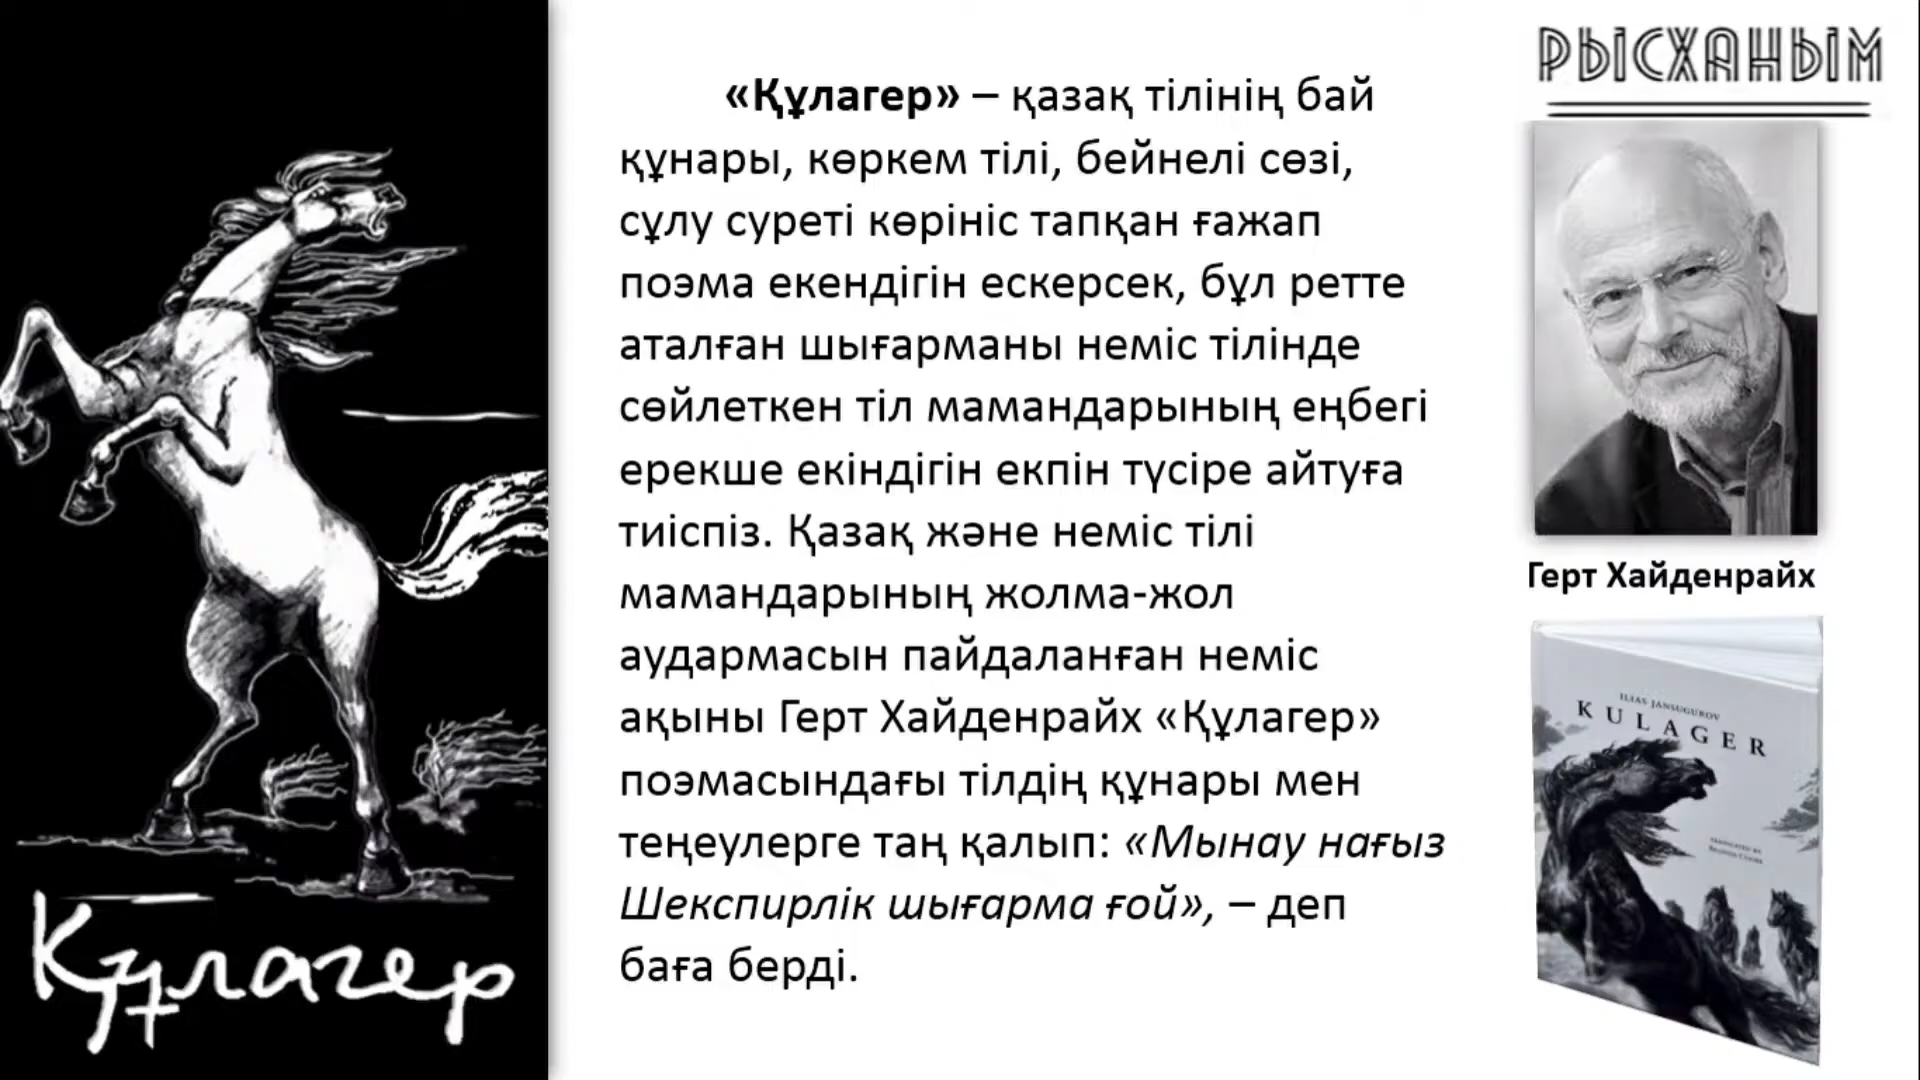 «Құлагер» – қазақ тілінің бай
құнары, көркем тілі, бейнелі сөзі,
сұлу суреті көрініс тапқан ғажап
поэма екендігін ескерсек, бұл ретте
аталған шығарманы неміс тілінде
сөйлеткен тіл мамандарының еңбегі
ерекше екіндігін екпін түсіре айтуға
тиіспіз. Қазақ және неміс тілі
мамандарының жолма-жол
аудармасын пайдаланған неміс
ақыны Герт Хайденрайх «Құлагер»
поэмасындағы тілдің құнары мен
теңеулерге таң қалып: «Мынау нағыз
Шекспирлік шығарма ғой», – деп
баға берді.
Құлагер
РЫСХАНЫМ
Герт Хайденрайх
ILIAS JANSUGUROV
KULAGER
TRANSLATED BY